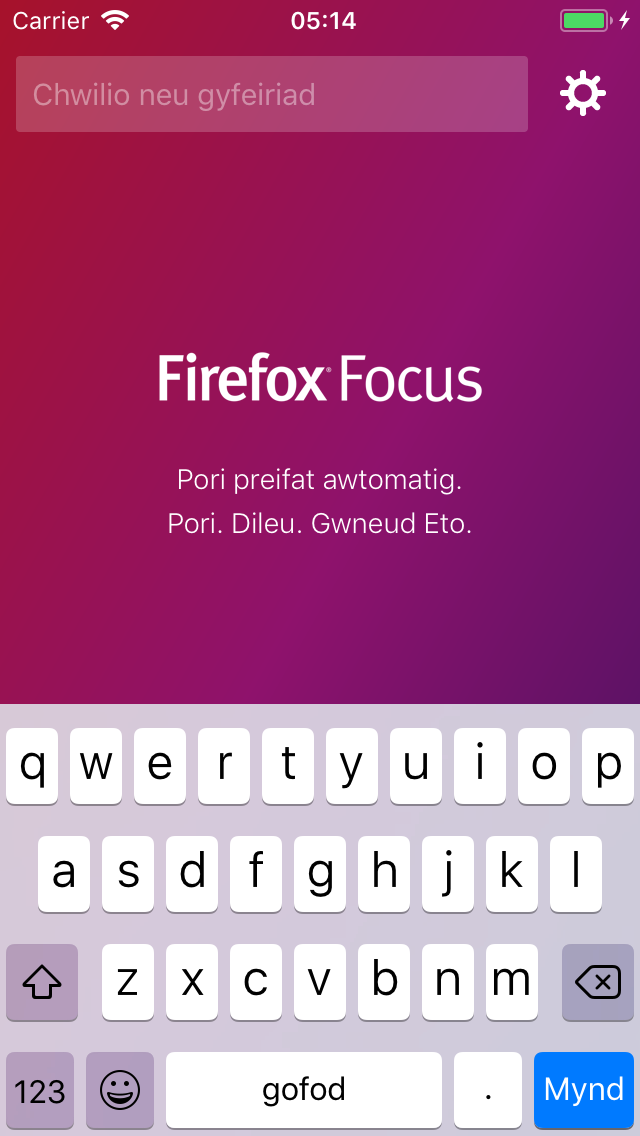 Carrier 05:14
Chwilio neu gyfeiriad
Firefox® Focus
Pori preifat awtomatig.
Pori. Dileu. Gwneud Eto.
q w e r t y u i o p
a s d f g h j k l
z x c v b n m
123 gofod . Mynd